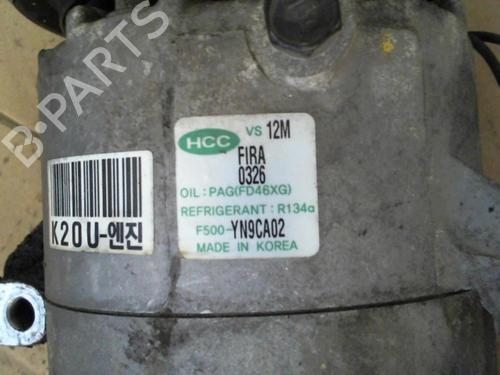 B-PARTS
HCC VS 12M
FIRA
0326
OIL : PAG(FD46XG)
REFRIGERANT : R134a
F500-YN9CA02
MADE IN KOREA
K20U-엔진